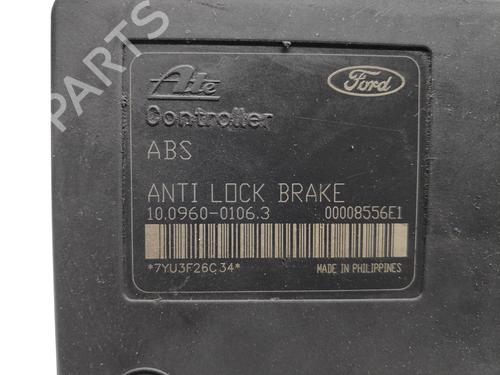 PARTS
Ate
Ford
Controller
ABS
ANTI LOCK BRAKE
10.0960-0106.3 00008556E1
*7YU3F26C34*
MADE IN PHILIPPINES